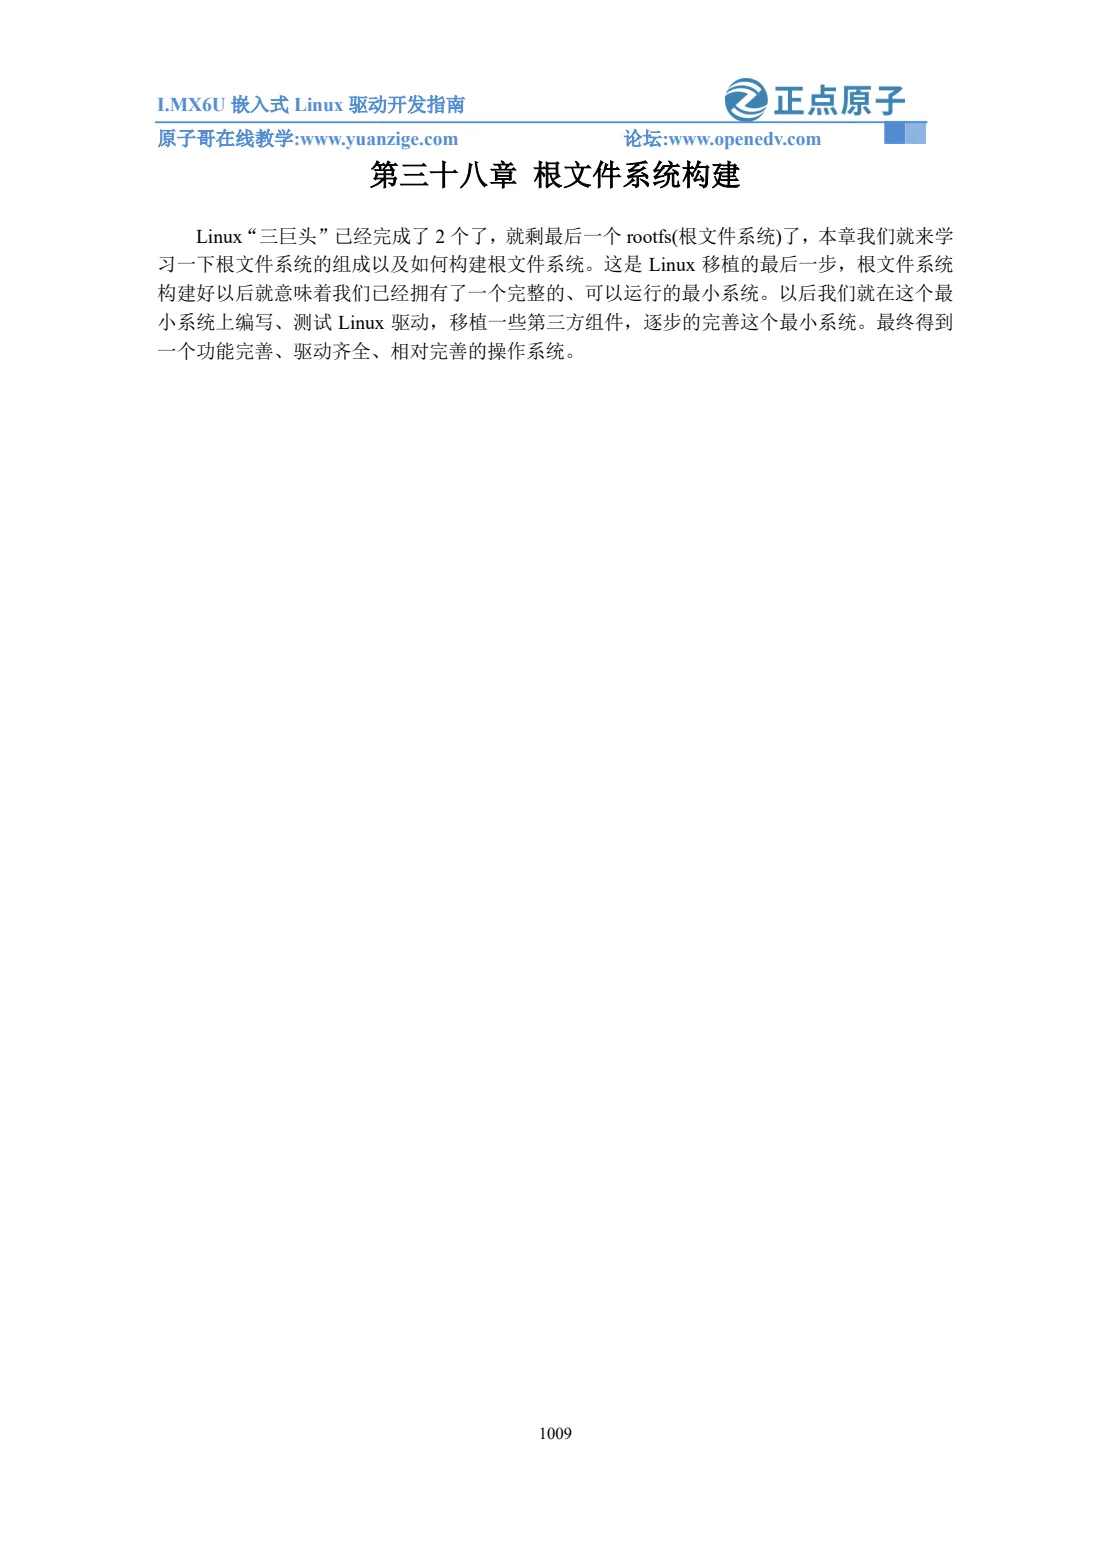 I.MX6U 嵌入式 Linux 驱动开发指南
正点原子
原子哥在线教学:www.yuanzige.com 论坛:www.openedv.com
第三十八章 根文件系统构建
Linux“三巨头”已经完成了 2 个了，就剩最后一个 rootfs(根文件系统)了，本章我们就来学
习一下根文件系统的组成以及如何构建根文件系统。这是 Linux 移植的最后一步，根文件系统
构建好以后就意味着我们已经拥有了一个完整的、可以运行的最小系统。以后我们就在这个最
小系统上编写、测试 Linux 驱动，移植一些第三方组件，逐步的完善这个最小系统。最终得到
一个功能完善、驱动齐全、相对完善的操作系统。
1009